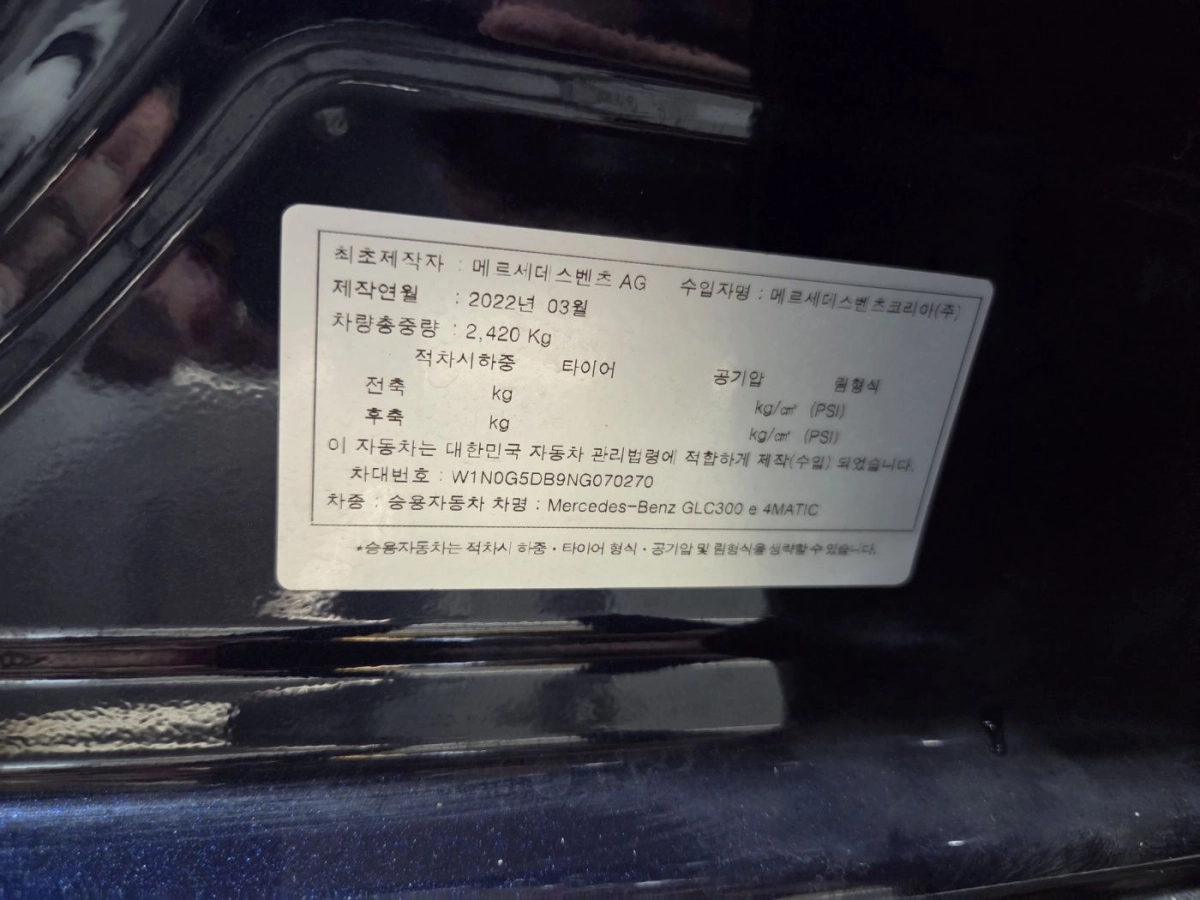 최초제작자 : 메르세데스벤츠 AG 수입자명 : 메르세데스벤츠코리아(주)
제작연월 : 2022년 03월
차량총중량 : 2,420 Kg
적차시하중 타이어 공기압 림형식
전축 kg kg/㎠ (PSI)
후축 kg kg/㎠ (PSI)
이 자동차는 대한민국 자동차 관리법령에 적합하게 제작(수입) 되었습니다.
차대번호 : W1N0G5DB9NG070270
차종 : 승용자동차 차명 : Mercedes-Benz GLC300 e 4MATIC
*승용자동차는 적차시 하중・타이어 형식・공기압 및 림형식을 생략할 수 있습니다.